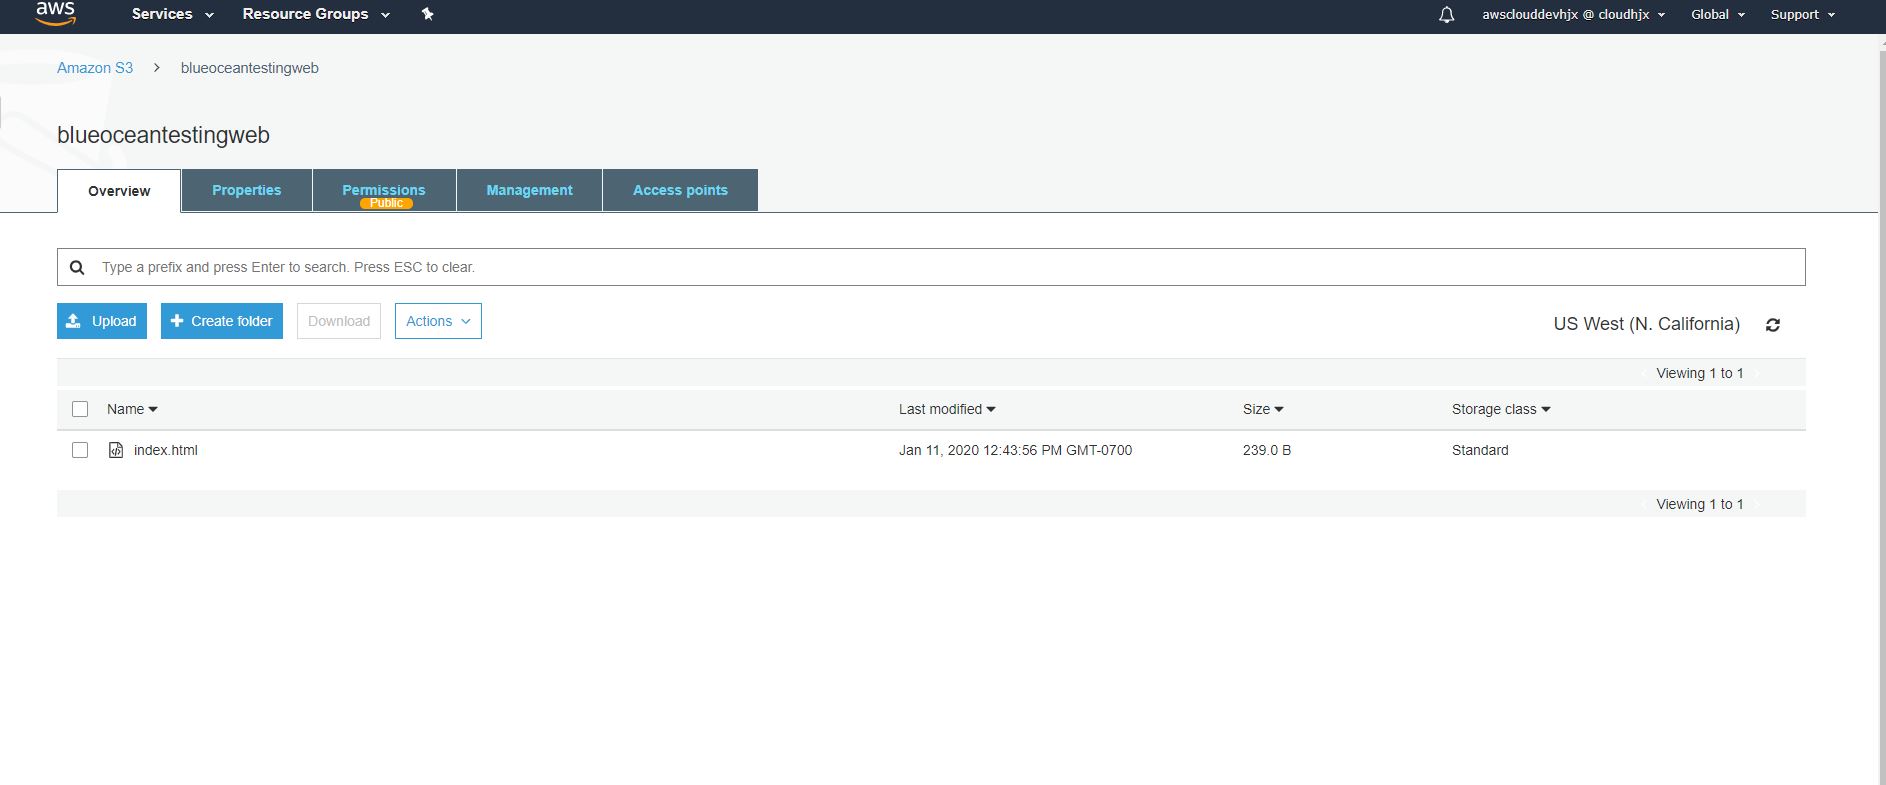 aws Services Resource Groups awsclouddevhjx @ cloudhjx Global Support
Amazon S3 > blueoceantestingweb
blueoceantestingweb
Overview Properties Permissions Management Access points
Public
Type a prefix and press Enter to search. Press ESC to clear.
Upload Create folder Download Actions US West (N. California)
Viewing 1 to 1
Name Last modified Size Storage class
index.html Jan 11, 2020 12:43:56 PM GMT-0700 239.0 B Standard
Viewing 1 to 1